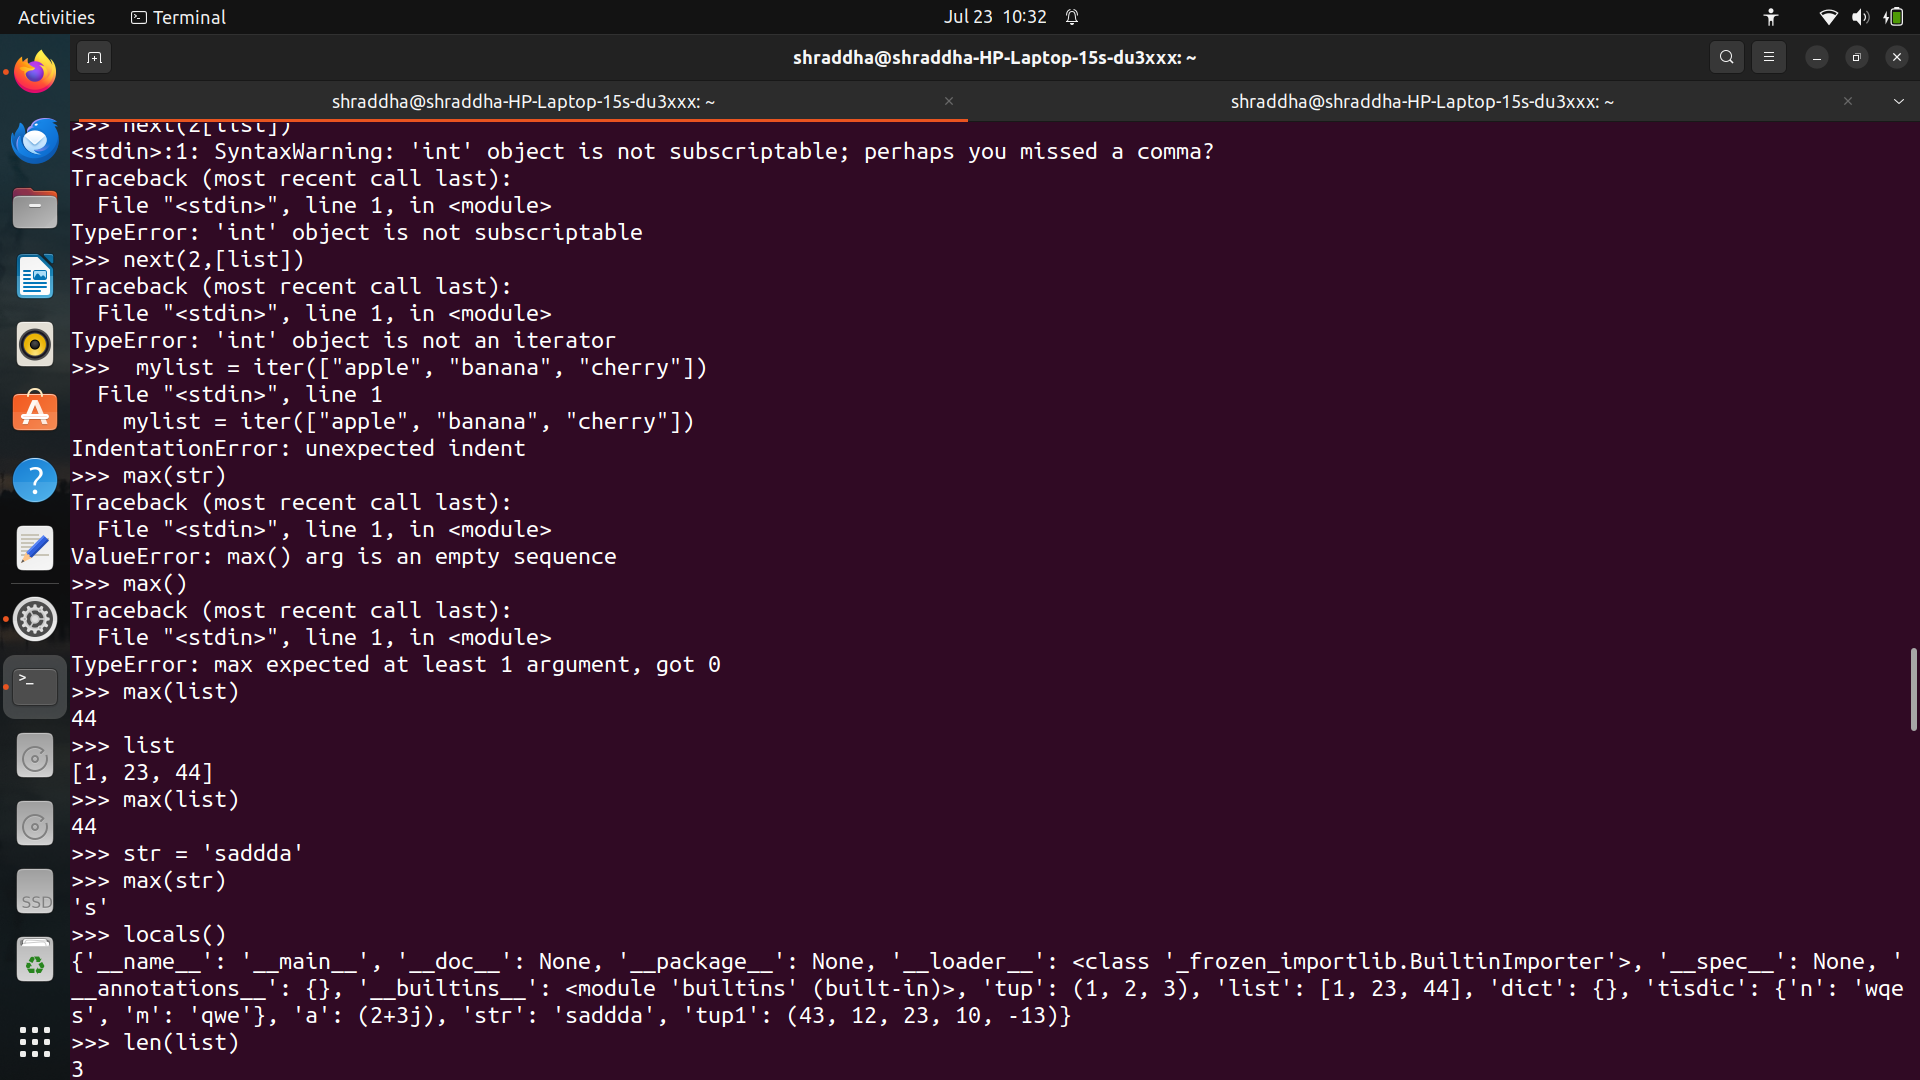 Activities
Terminal
Jul 23 10:32
shraddha@shraddha-HP-Laptop-15s-du3xxx: ~
shraddha@shraddha-HP-Laptop-15s-du3xxx: ~
shraddha@shraddha-HP-Laptop-15s-du3xxx: ~
>>> next(2[list])
<stdin>:1: SyntaxWarning: 'int' object is not subscriptable; perhaps you missed a comma?
Traceback (most recent call last):
  File "<stdin>", line 1, in <module>
TypeError: 'int' object is not subscriptable
>>> next(2,[list])
Traceback (most recent call last):
  File "<stdin>", line 1, in <module>
TypeError: 'int' object is not an iterator
>>>  mylist = iter(["apple", "banana", "cherry"])
  File "<stdin>", line 1
    mylist = iter(["apple", "banana", "cherry"])
IndentationError: unexpected indent
>>> max(str)
Traceback (most recent call last):
  File "<stdin>", line 1, in <module>
ValueError: max() arg is an empty sequence
>>> max()
Traceback (most recent call last):
  File "<stdin>", line 1, in <module>
TypeError: max expected at least 1 argument, got 0
>>> max(list)
44
>>> list
[1, 23, 44]
>>> max(list)
44
>>> str = 'saddda'
>>> max(str)
's'
>>> locals()
{'__name__': '__main__', '__doc__': None, '__package__': None, '__loader__': <class '_frozen_importlib.BuiltinImporter'>, '__spec__': None, '
__annotations__': {}, '__builtins__': <module 'builtins' (built-in)>, 'tup': (1, 2, 3), 'list': [1, 23, 44], 'dict': {}, 'tisdic': {'n': 'wqe
s', 'm': 'qwe'}, 'a': (2+3j), 'str': 'saddda', 'tup1': (43, 12, 23, 10, -13)}
>>> len(list)
3
SSD